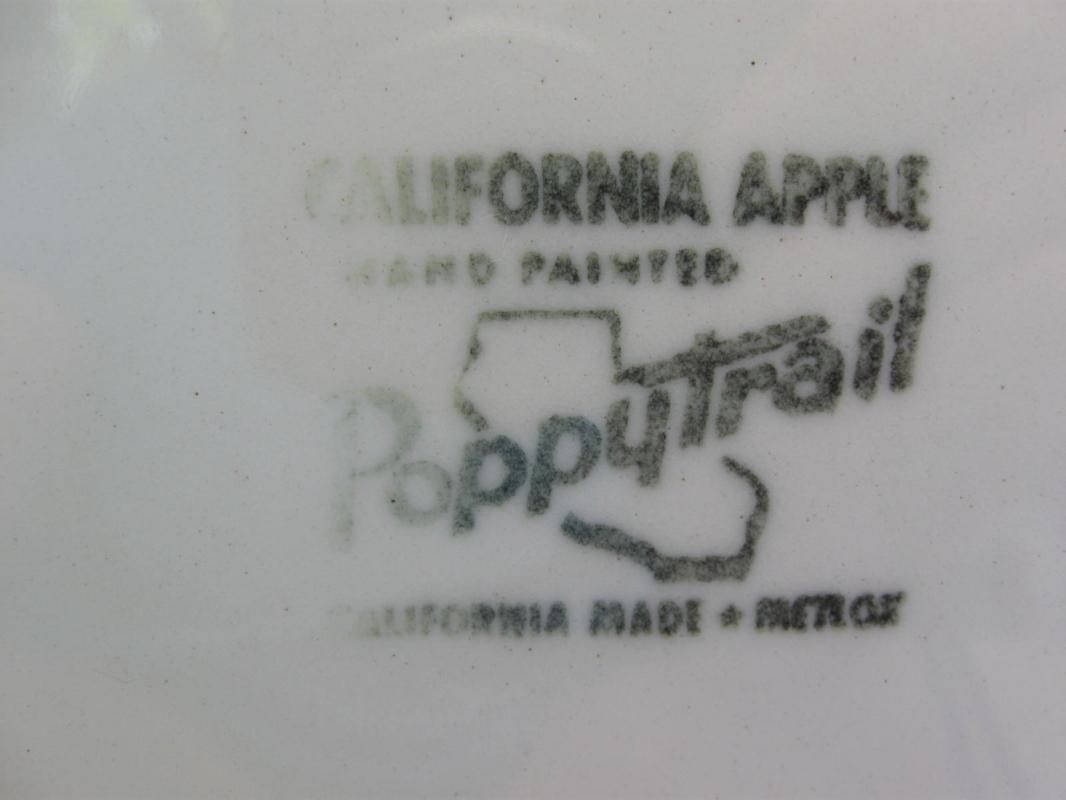 CALIFORNIA APPLE
HAND PAINTED
PoppyTrail
CALIFORNIA MADE ★ METLOX